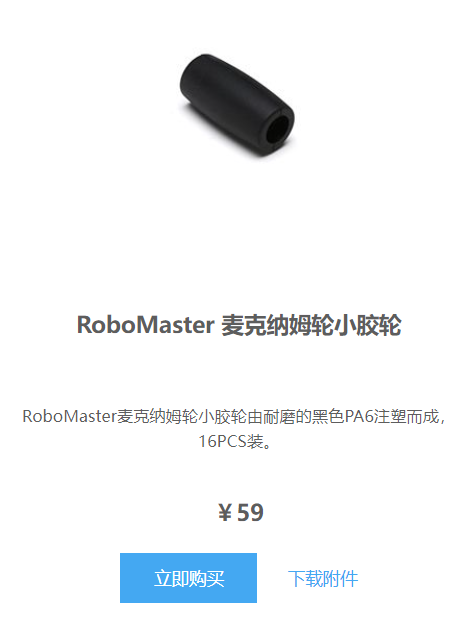 RoboMaster 麦克纳姆轮小胶轮
RoboMaster麦克纳姆轮小胶轮由耐磨的黑色PA6注塑而成，
16PCS装。
￥59
立即购买 下载附件